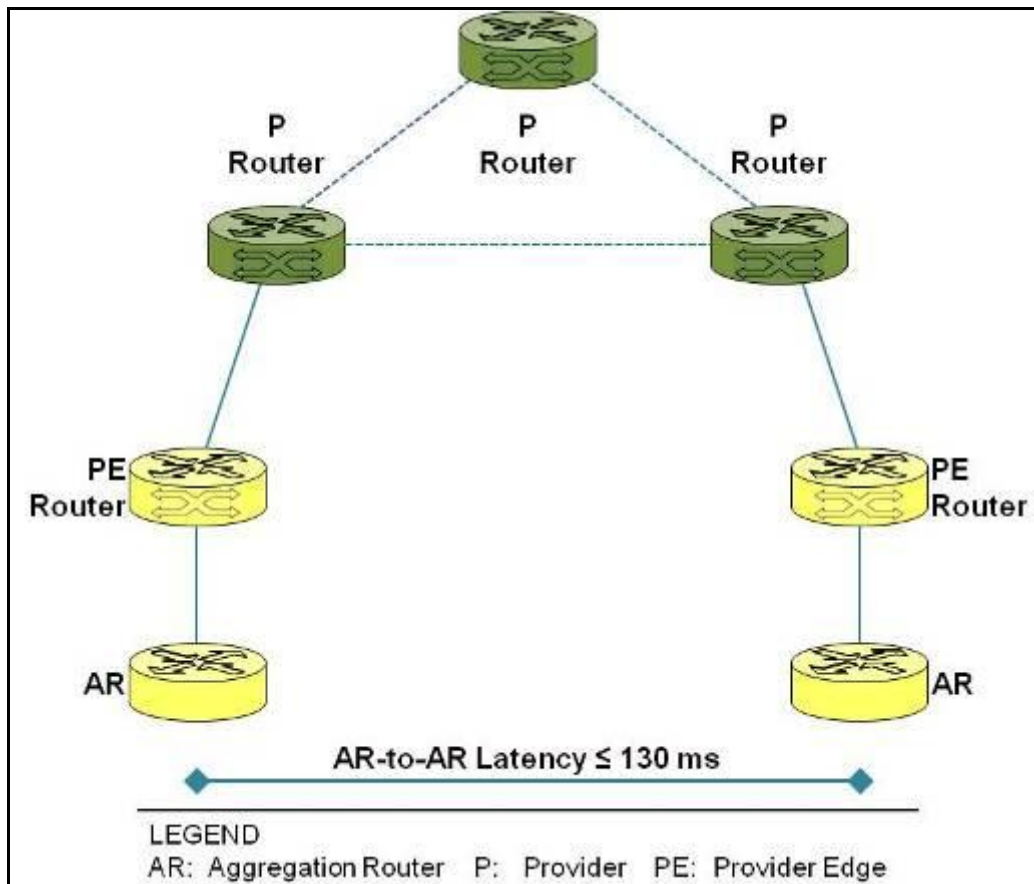 P
Router
P
Router
P
Router
PE
Router
PE
Router
AR
AR
AR-to-AR Latency ≤ 130 ms
LEGEND
AR: Aggregation Router P: Provider PE: Provider Edge